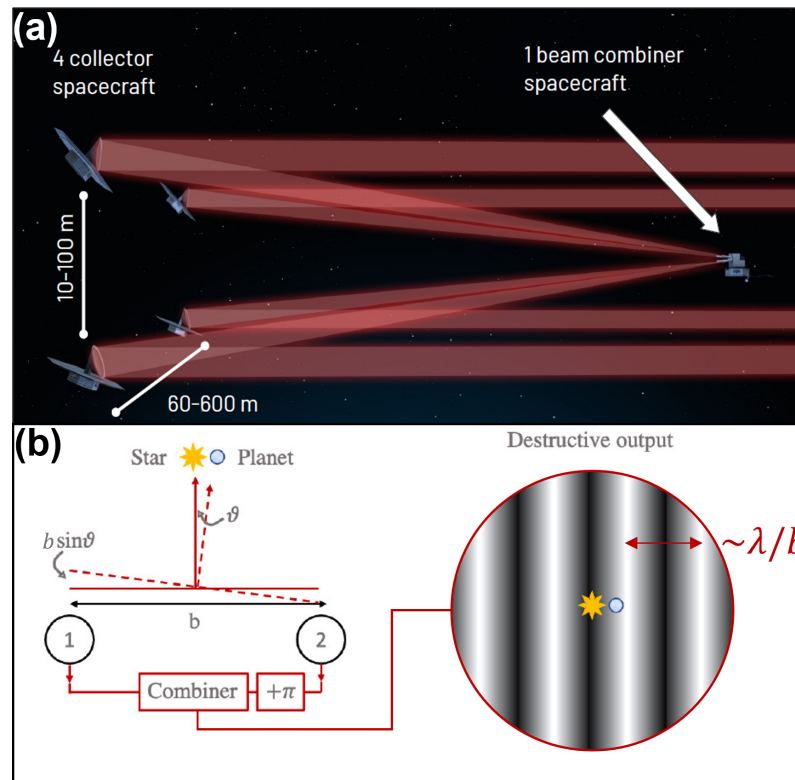 (a)
4 collector
spacecraft
1 beam combiner
spacecraft
10-100 m
60-600 m
(b)
Star
Planet
ϑ
b sinϑ
b
1
2
Combiner
+π
Destructive output
~λ/b